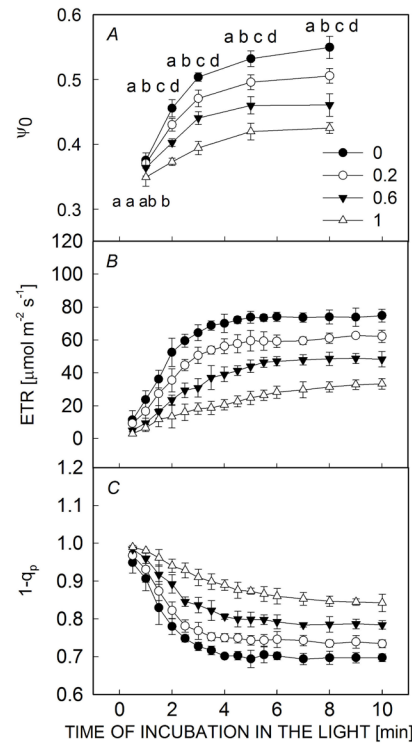 A
a b c d
a b c d
a b c d
a b c d
a a ab b
Ψ0
0.6
0.5
0.4
0.3
0
0.2
0.6
1
B
ETR [μmol m-2 s-1]
120
100
80
60
40
20
0
C
1-qp
1.2
1.1
1.0
0.9
0.8
0.7
0.6
0 2 4 6 8 10
TIME OF INCUBATION IN THE LIGHT [min]